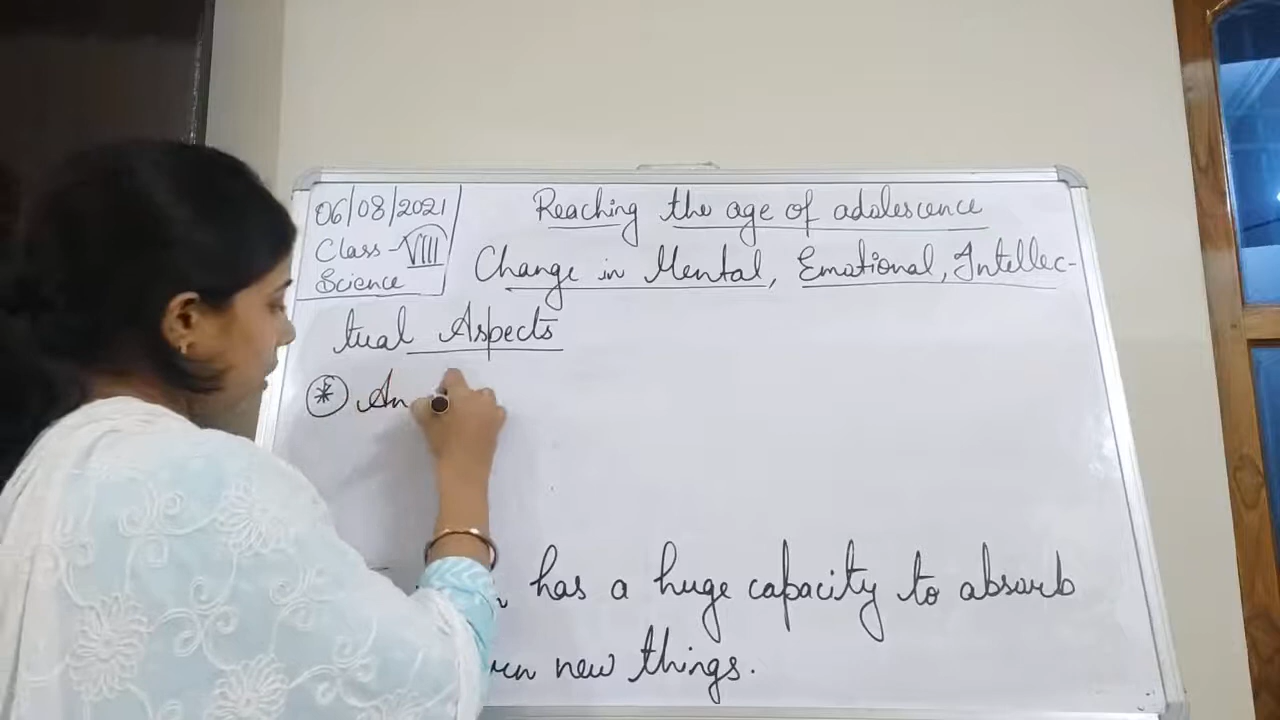 06/08/2021
Class - VIII
Science
Reaching the age of adolescence
Change in Mental, Emotional, Intellec-
tual Aspects
* An
has a huge capacity to absorb
new things.